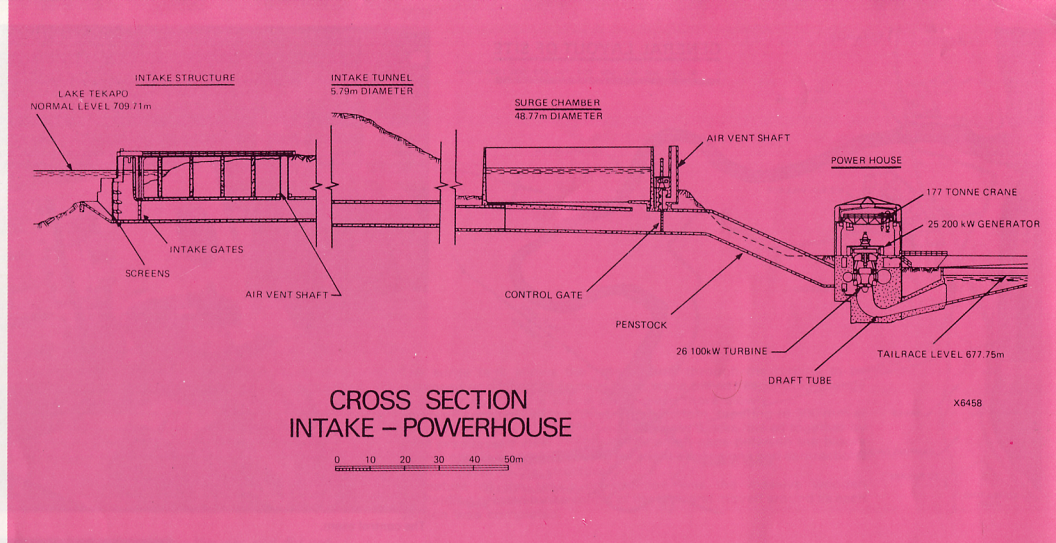 INTAKE STRUCTURE
LAKE TEKAPO
NORMAL LEVEL 709 71m
INTAKE TUNNEL
5.79m DIAMETER
SURGE CHAMBER
48.77m DIAMETER
AIR VENT SHAFT
POWER HOUSE
177 TONNE CRANE
25 200 kW GENERATOR
INTAKE GATES
SCREENS
AIR VENT SHAFT
CONTROL GATE
PENSTOCK
26 100kW TURBINE
TAILRACE LEVEL 677.75m
DRAFT TUBE
X6458
CROSS SECTION
INTAKE – POWERHOUSE
0 10 20 30 40 50m